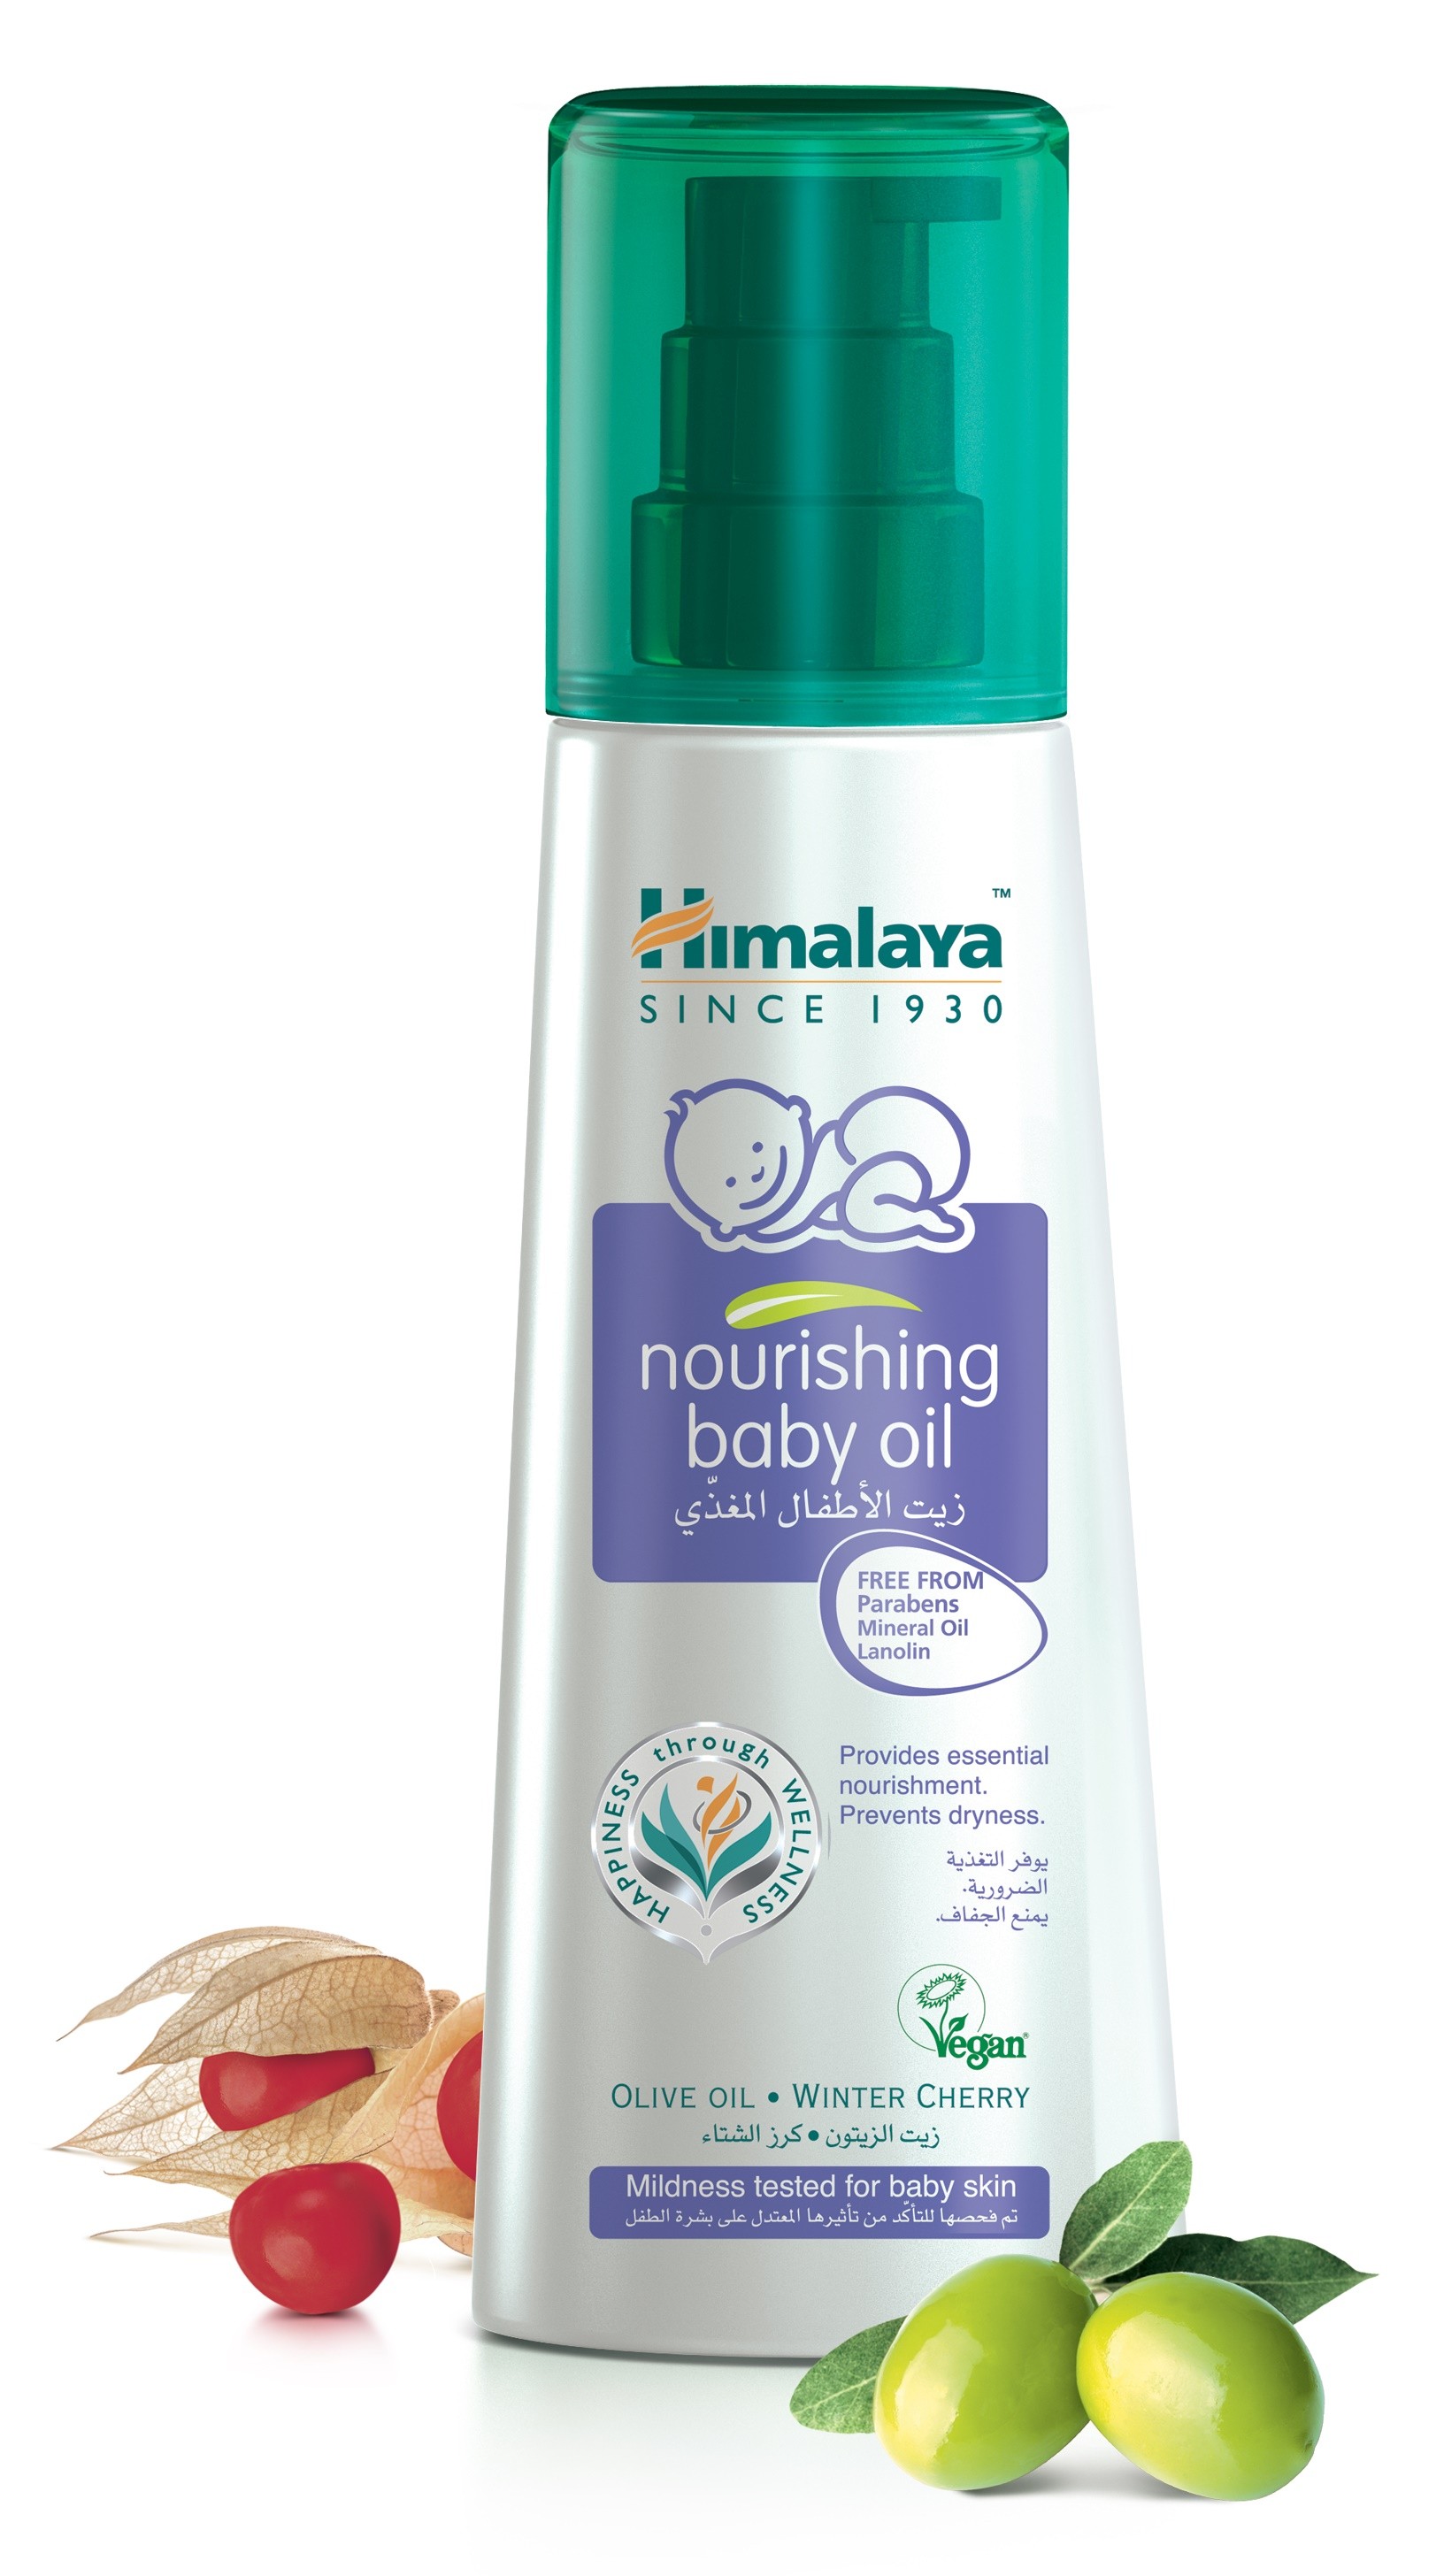 Himalaya™
SINCE 1930
nourishing
baby oil
زيت الأطفال المغذّي
FREE FROM
Parabens
Mineral Oil
Lanolin
HAPPINESS through WELLNESS
Provides essential
nourishment.
Prevents dryness.
يوفر التغذية
الضرورية.
يمنع الجفاف.
Vegan®
OLIVE OIL • WINTER CHERRY
زيت الزيتون • كرز الشتاء
Mildness tested for baby skin
تم فحصها للتأكّد من تأثيرها المعتدل على بشرة الطفل